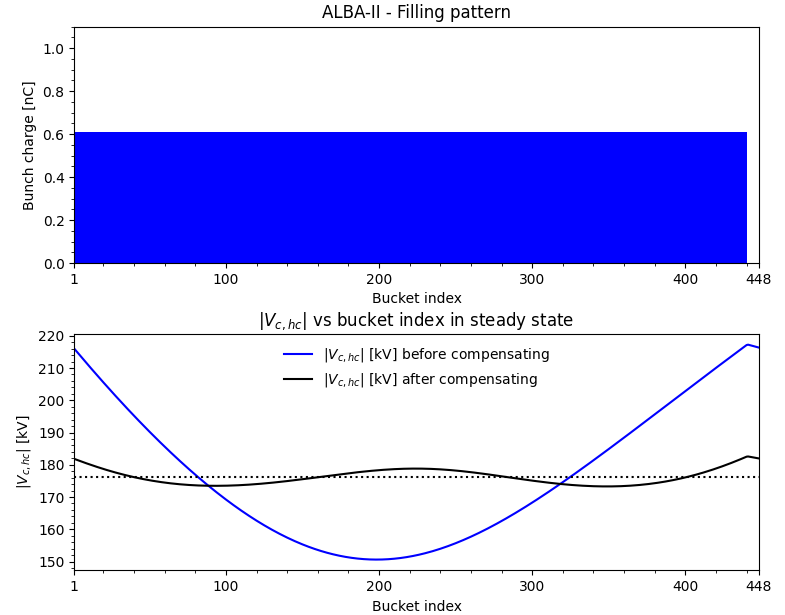 ALBA-II - Filling pattern
Bunch charge [nC]
1.0
0.8
0.6
0.4
0.2
0.0
1 100 200 300 400 448
Bucket index
|V_{c,hc}| vs bucket index in steady state
|V_{c,hc}| [kV]
220
210
200
190
180
170
160
150
|V_{c,hc}| [kV] before compensating
|V_{c,hc}| [kV] after compensating
1 100 200 300 400 448
Bucket index